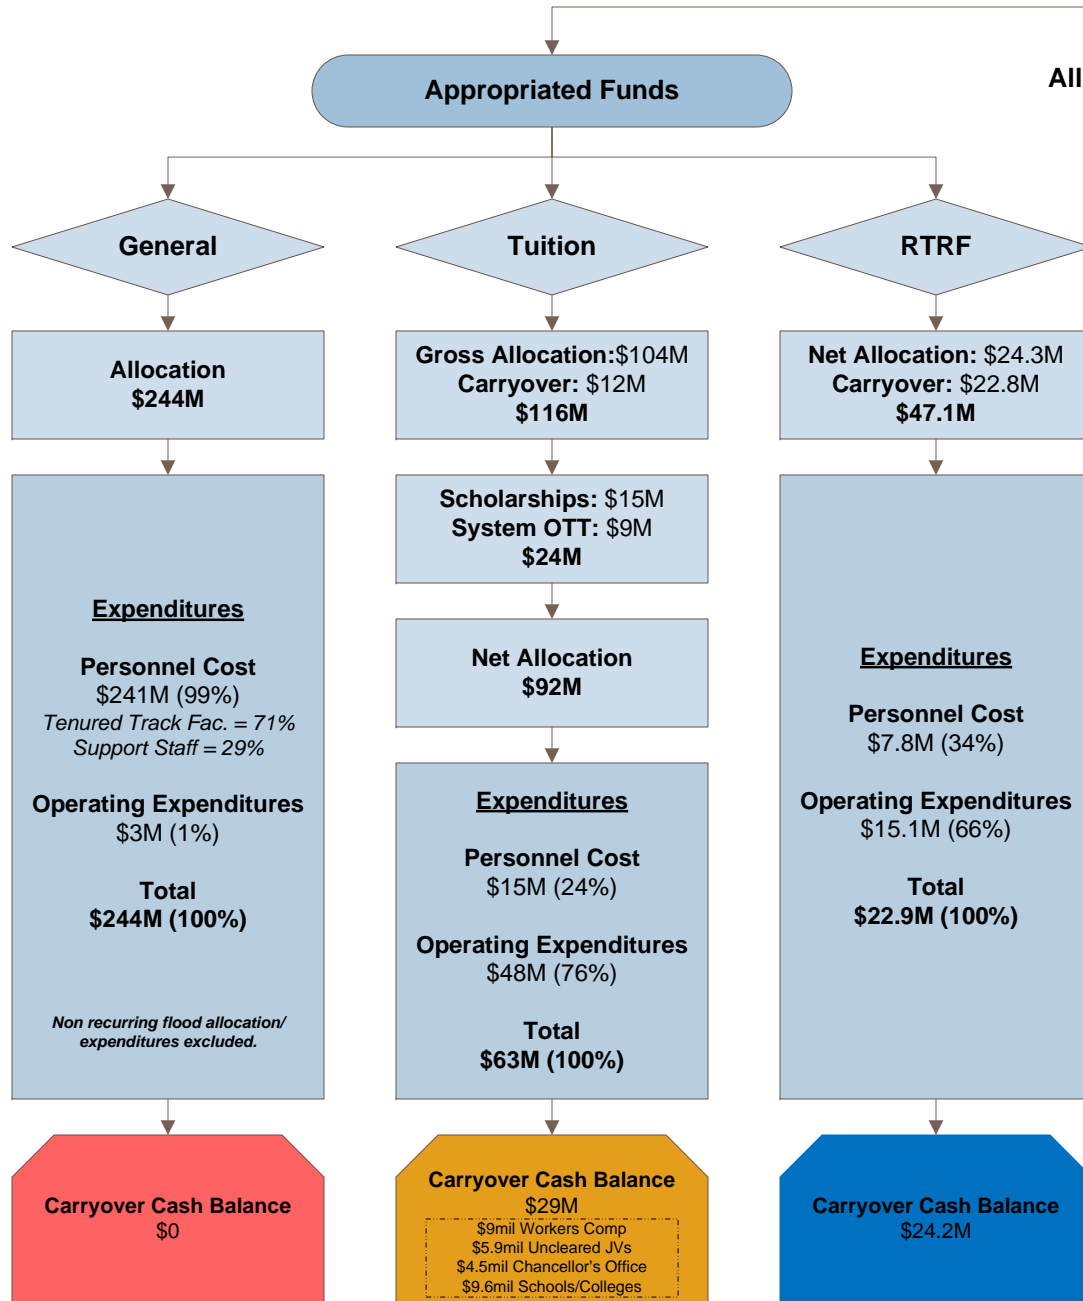 Appropriated Funds
All
General
Allocation
$244M
Expenditures
Personnel Cost
$241M (99%)
Tenured Track Fac. = 71%
Support Staff = 29%
Operating Expenditures
$3M (1%)
Total
$244M (100%)
Non recurring flood allocation/
expenditures excluded.
Carryover Cash Balance
$0
Tuition
Gross Allocation:$104M
Carryover: $12M
$116M
Scholarships: $15M
System OTT: $9M
$24M
Net Allocation
$92M
Expenditures
Personnel Cost
$15M (24%)
Operating Expenditures
$48M (76%)
Total
$63M (100%)
Carryover Cash Balance
$29M
$9mil Workers Comp
$5.9mil Uncleared JVs
$4.5mil Chancellor's Office
$9.6mil Schools/Colleges
RTRF
Net Allocation: $24.3M
Carryover: $22.8M
$47.1M
Expenditures
Personnel Cost
$7.8M (34%)
Operating Expenditures
$15.1M (66%)
Total
$22.9M (100%)
Carryover Cash Balance
$24.2M